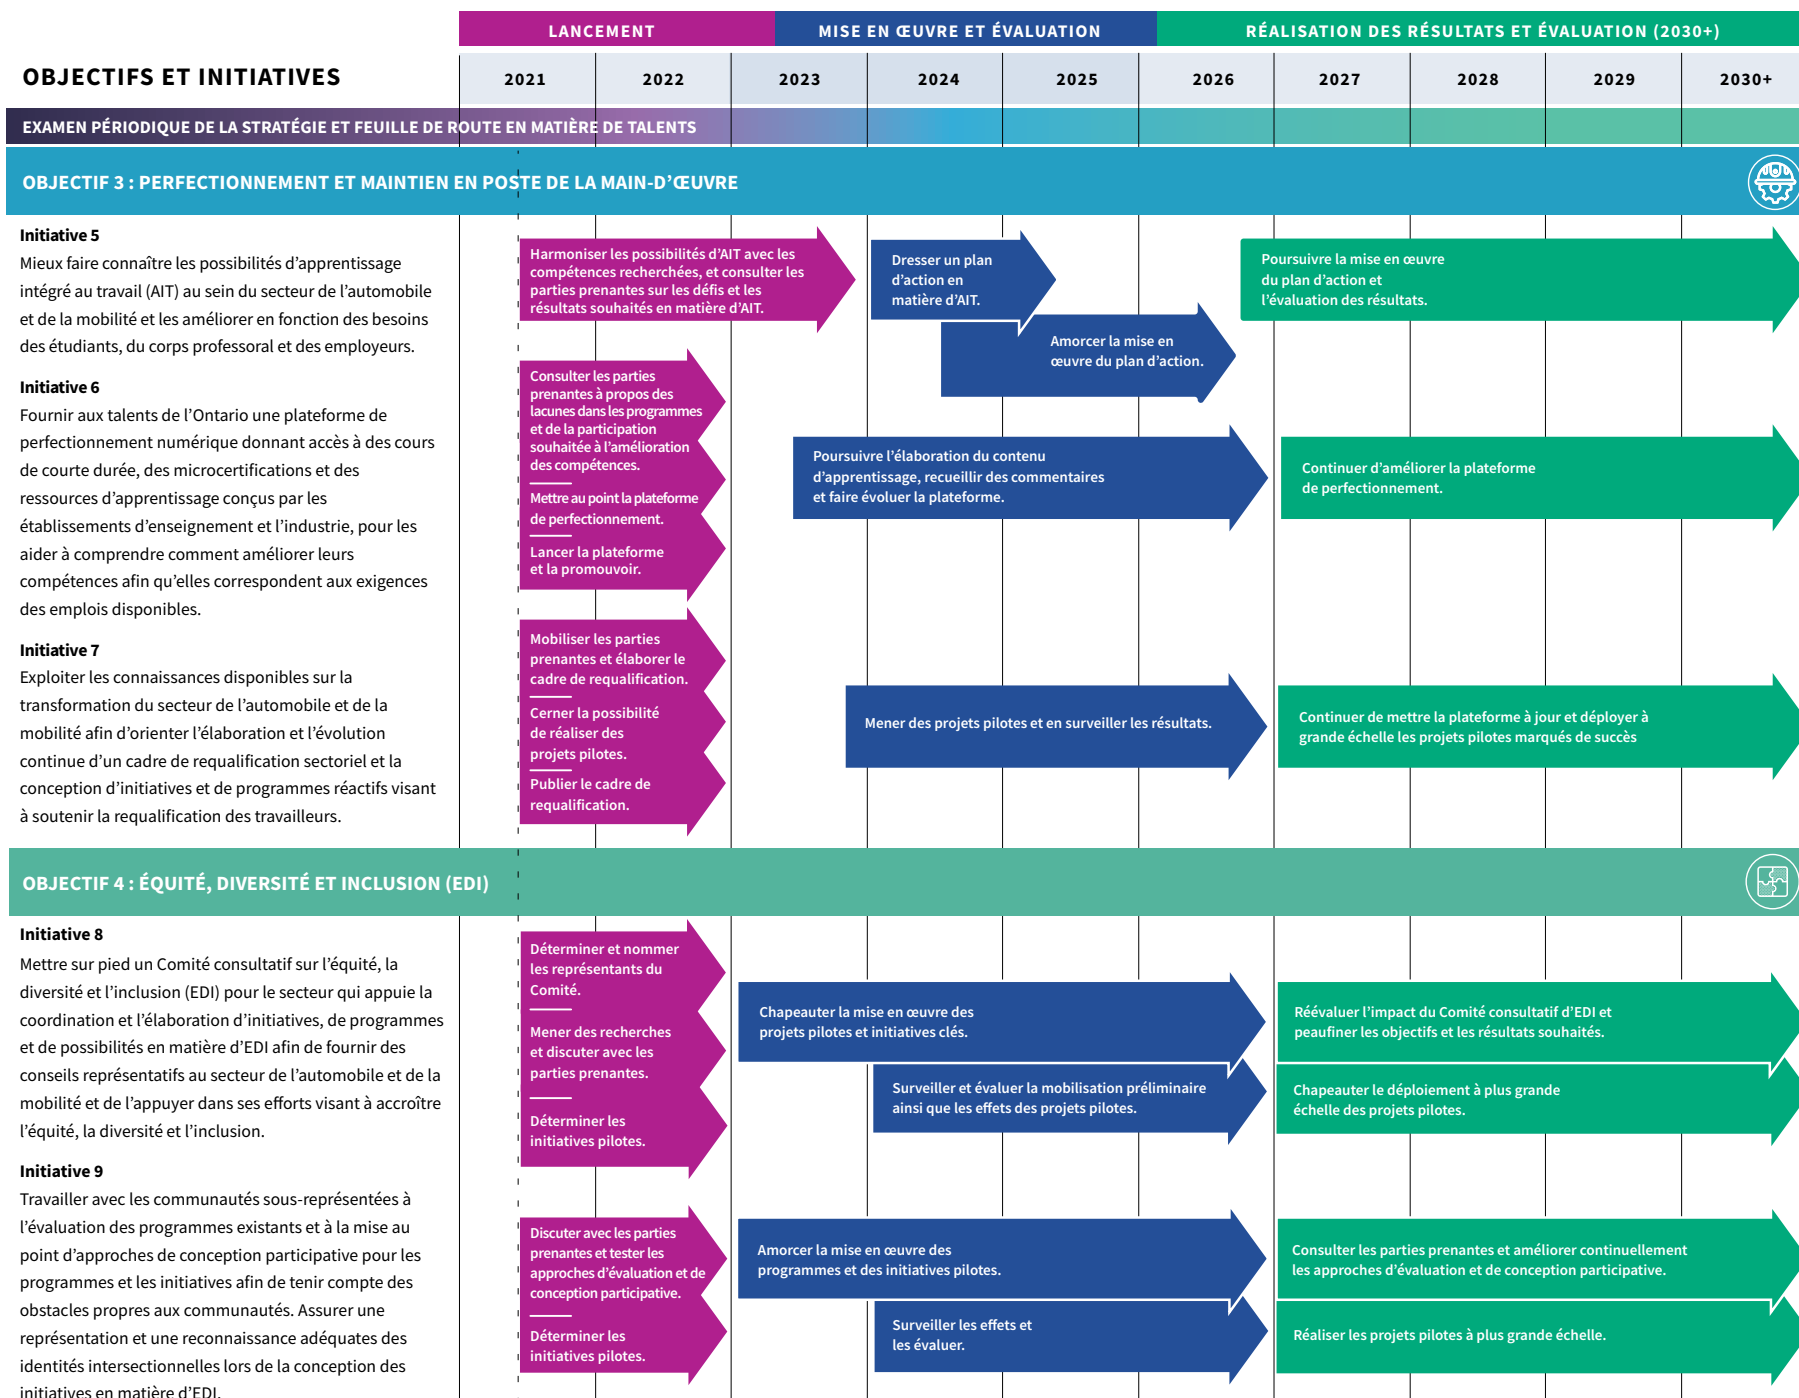 LANCEMENT
MISE EN ŒUVRE ET ÉVALUATION
RÉALISATION DES RÉSULTATS ET ÉVALUATION (2030+)
OBJECTIFS ET INITIATIVES
2021
2022
2023
2024
2025
2026
2027
2028
2029
2030+
EXAMEN PÉRIODIQUE DE LA STRATÉGIE ET FEUILLE DE ROUTE EN MATIÈRE DE TALENTS
OBJECTIF 3 : PERFECTIONNEMENT ET MAINTIEN EN POSTE DE LA MAIN-D’ŒUVRE
Initiative 5
Mieux faire connaître les possibilités d’apprentissage
intégré au travail (AIT) au sein du secteur de l’automobile
et de la mobilité et les améliorer en fonction des besoins
des étudiants, du corps professoral et des employeurs.
Harmoniser les possibilités d’AIT avec les
compétences recherchées, et consulter les
parties prenantes sur les défis et les
résultats souhaités en matière d’AIT.
Dresser un plan
d’action en
matière d’AIT.
Amorcer la mise en
œuvre du plan d’action.
Poursuivre la mise en œuvre
du plan d’action et
l’évaluation des résultats.
Initiative 6
Fournir aux talents de l’Ontario une plateforme de
perfectionnement numérique donnant accès à des cours
de courte durée, des microcertifications et des
ressources d’apprentissage conçus par les
établissements d’enseignement et l’industrie, pour les
aider à comprendre comment améliorer leurs
compétences afin qu’elles correspondent aux exigences
des emplois disponibles.
Consulter les parties
prenantes à propos des
lacunes dans les programmes
et de la participation
souhaitée à l’amélioration
des compétences.
Mettre au point la plateforme
de perfectionnement.
Lancer la plateforme
et la promouvoir.
Poursuivre l’élaboration du contenu
d’apprentissage, recueillir des commentaires
et faire évoluer la plateforme.
Continuer d’améliorer la plateforme
de perfectionnement.
Initiative 7
Exploiter les connaissances disponibles sur la
transformation du secteur de l’automobile et de la
mobilité afin d’orienter l’élaboration et l’évolution
continue d’un cadre de requalification sectoriel et la
conception d’initiatives et de programmes réactifs visant
à soutenir la requalification des travailleurs.
Mobiliser les parties
prenantes et élaborer le
cadre de requalification.
Cerner la possibilité
de réaliser des
projets pilotes.
Publier le cadre de
requalification.
Mener des projets pilotes et en surveiller les résultats.
Continuer de mettre la plateforme à jour et déployer à
grande échelle les projets pilotes marqués de succès
OBJECTIF 4 : ÉQUITÉ, DIVERSITÉ ET INCLUSION (EDI)
Initiative 8
Mettre sur pied un Comité consultatif sur l’équité, la
diversité et l’inclusion (EDI) pour le secteur qui appuie la
coordination et l’élaboration d’initiatives, de programmes
et de possibilités en matière d’EDI afin de fournir des
conseils représentatifs au secteur de l’automobile et de la
mobilité et de l’appuyer dans ses efforts visant à accroître
l’équité, la diversité et l’inclusion.
Déterminer et nommer
les représentants du
Comité.
Mener des recherches
et discuter avec les
parties prenantes.
Déterminer les
initiatives pilotes.
Chapeauter la mise en œuvre des
projets pilotes et initiatives clés.
Surveiller et évaluer la mobilisation préliminaire
ainsi que les effets des projets pilotes.
Réévaluer l’impact du Comité consultatif d’EDI et
peaufiner les objectifs et les résultats souhaités.
Chapeauter le déploiement à plus grande
échelle des projets pilotes.
Initiative 9
Travailler avec les communautés sous-représentées à
l’évaluation des programmes existants et à la mise au
point d’approches de conception participative pour les
programmes et les initiatives afin de tenir compte des
obstacles propres aux communautés. Assurer une
représentation et une reconnaissance adéquates des
identités intersectionnelles lors de la conception des
initiatives en matière d’EDI.
Discuter avec les parties
prenantes et tester les
approches d’évaluation et de
conception participative.
Déterminer les
initiatives pilotes.
Amorcer la mise en œuvre des
programmes et des initiatives pilotes.
Surveiller les effets et
les évaluer.
Consulter les parties prenantes et améliorer continuellement
les approches d’évaluation et de conception participative.
Réaliser les projets pilotes à plus grande échelle.